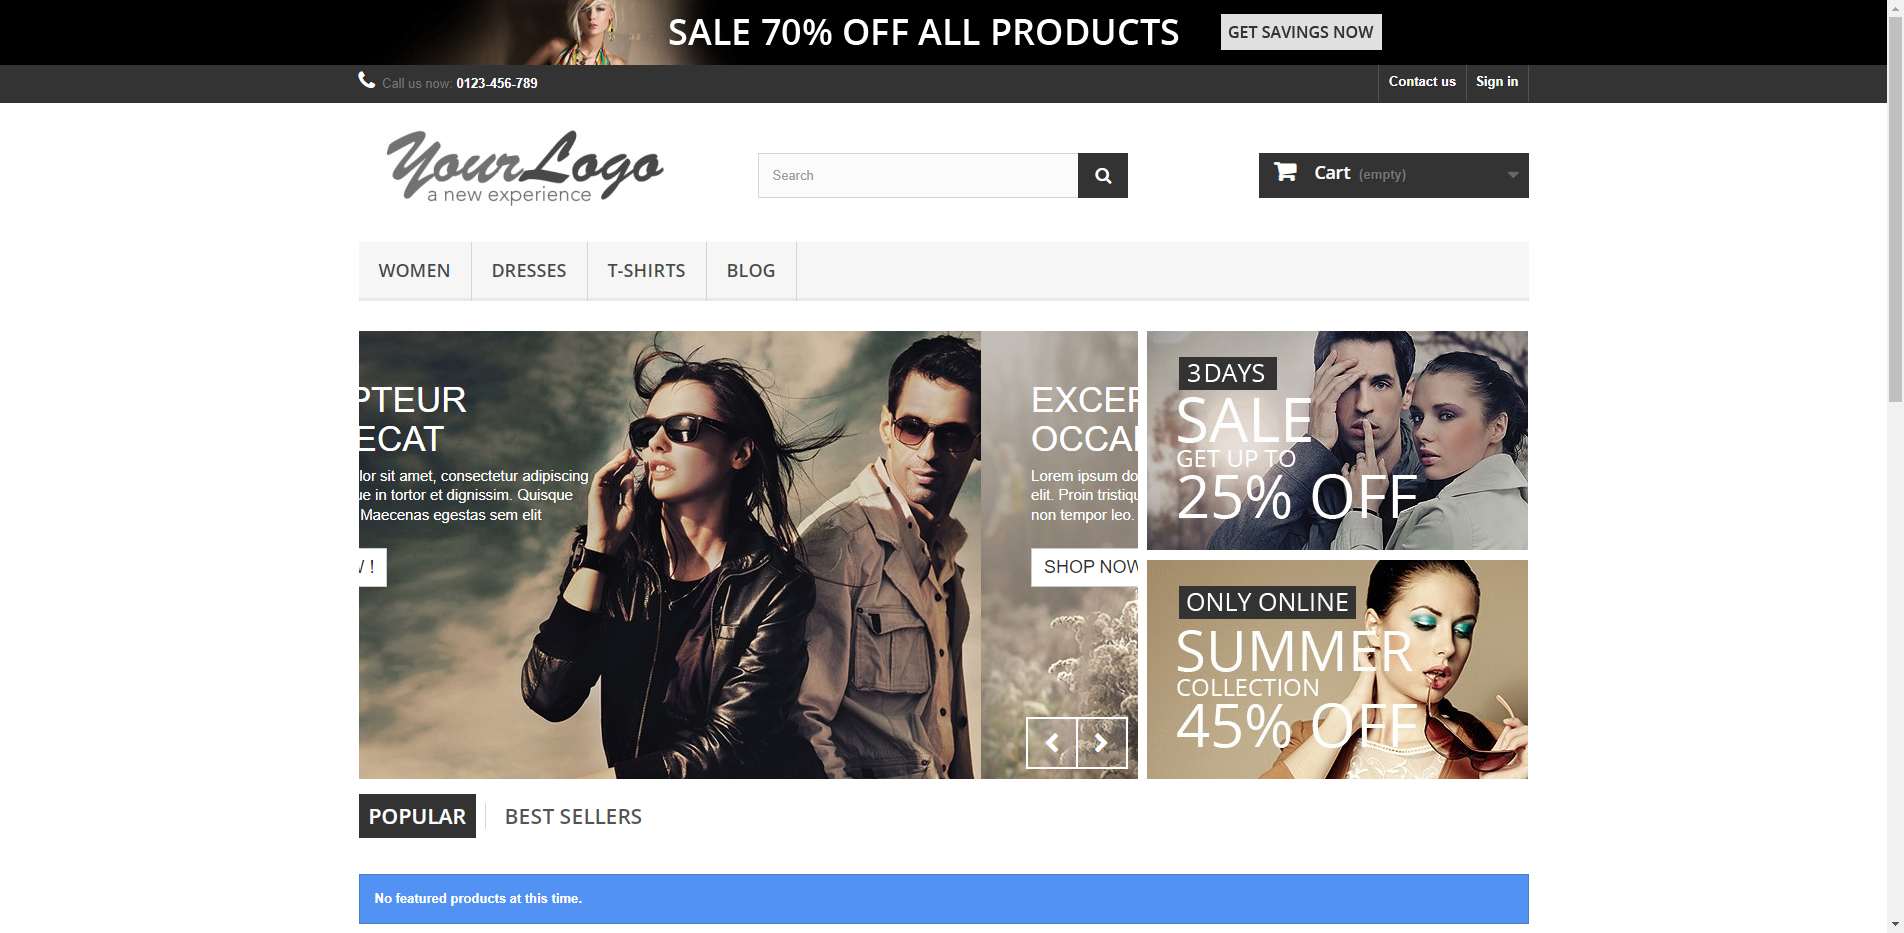 SALE 70% OFF ALL PRODUCTS
GET SAVINGS NOW
Call us now: 0123-456-789
Contact us
Sign in
YourLogo
a new experience
Search
Cart (empty)
WOMEN
DRESSES
T-SHIRTS
BLOG
PTEUR
ECAT
lor sit amet, consectetur adipiscing
ue in tortor et dignissim. Quisque
Maecenas egestas sem elit
W !
EXCEP
OCCAE
Lorem ipsum do
elit. Proin tristiqu
non tempor leo.
SHOP NOW
3 DAYS
SALE
GET UP TO
25% OFF
ONLY ONLINE
SUMMER
COLLECTION
45% OFF
POPULAR
BEST SELLERS
No featured products at this time.